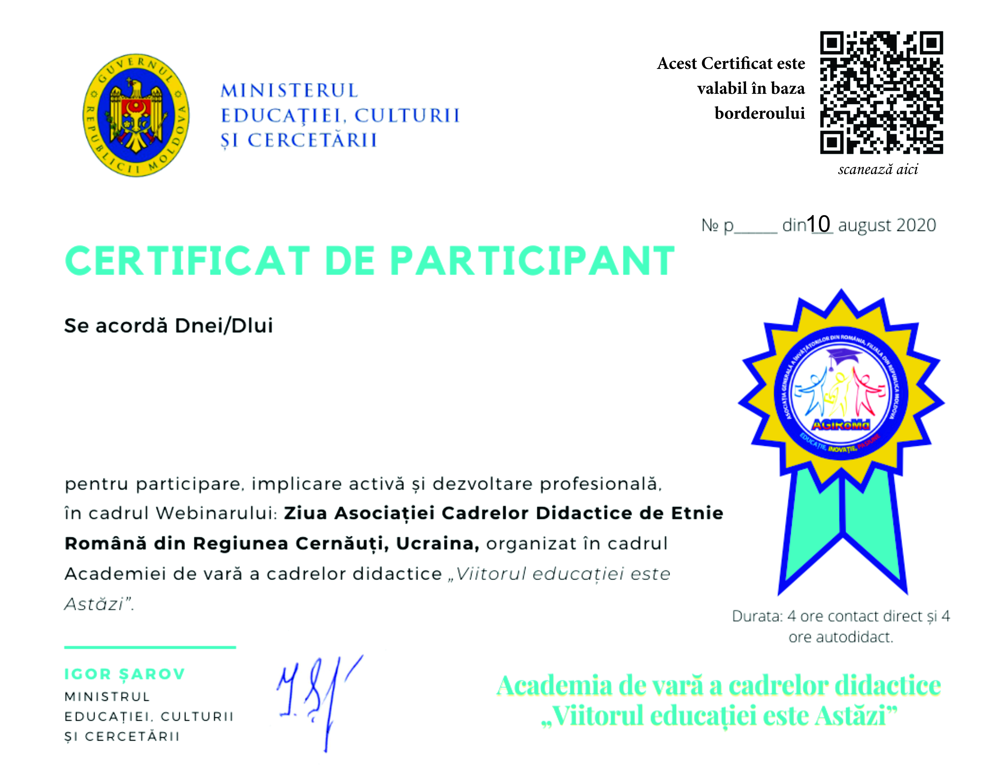 GUVERNUL
REPUBLICII MOLDOVA
MINISTERUL
EDUCAŢIEI, CULTURII
ȘI CERCETĂRII
Acest Certificat este
valabil în baza
borderoului
scanează aici
№ p______ din10 august 2020
CERTIFICAT DE PARTICIPANT
Se acordă Dnei/Dlui
ASOCIAȚIA GENERALĂ A ÎNVĂȚĂTORILOR DIN ROMÂNIA, FILIALA DIN REPUBLICA MOLDOVA
AGIRoMd
EDUCAȚIE, INOVAȚIE, PASIUNE
pentru participare, implicare activă și dezvoltare profesională,
în cadrul Webinarului: Ziua Asociației Cadrelor Didactice de Etnie
Română din Regiunea Cernăuți, Ucraina, organizat în cadrul
Academiei de vară a cadrelor didactice „Viitorul educației este
Astăzi”.
Durata: 4 ore contact direct și 4
ore autodidact.
IGOR ȘAROV
MINISTRUL
EDUCAȚIEI, CULTURII
ȘI CERCETĂRII
Academia de vară a cadrelor didactice
„Viitorul educației este Astăzi”